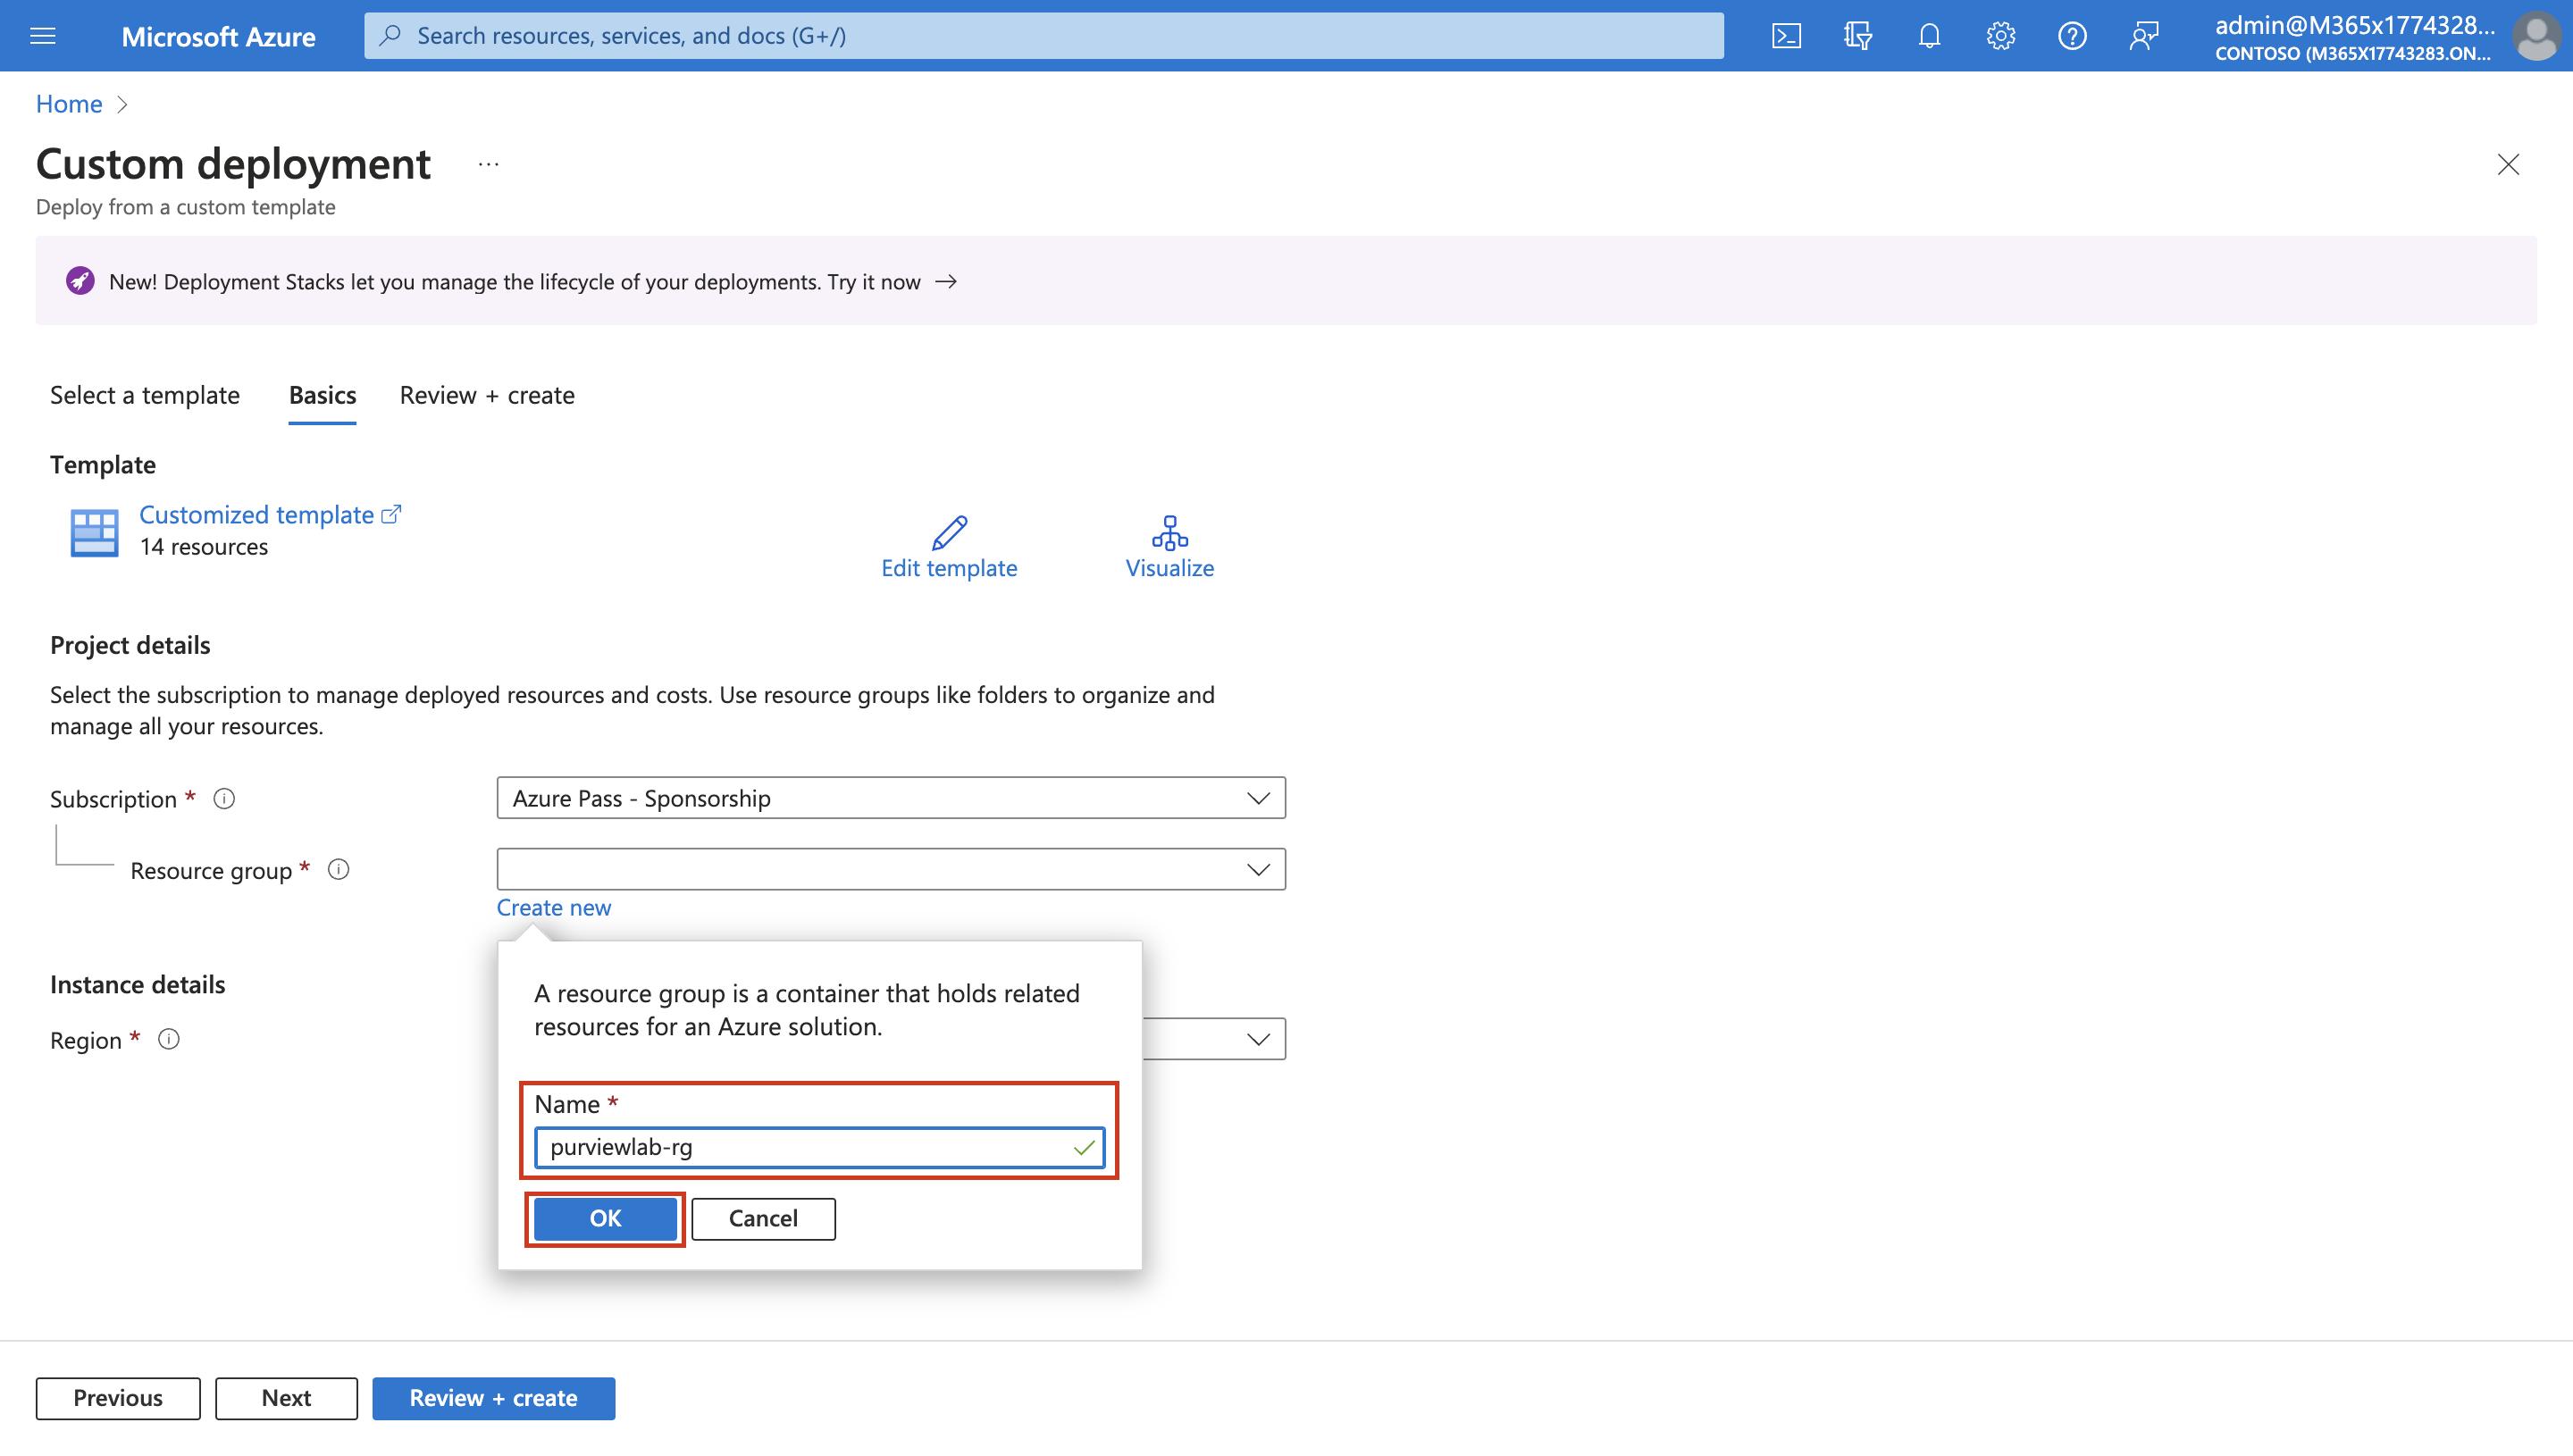 Microsoft Azure
Search resources, services, and docs (G+/)
admin@M365x1774328...
CONTOSO (M365X17743283.ON...
Home
Custom deployment ...
Deploy from a custom template
New! Deployment Stacks let you manage the lifecycle of your deployments. Try it now →
Select a template Basics Review + create
Template
Customized template
14 resources
Edit template
Visualize
Project details
Select the subscription to manage deployed resources and costs. Use resource groups like folders to organize and
manage all your resources.
Subscription *
Azure Pass - Sponsorship
Resource group *
Create new
A resource group is a container that holds related
resources for an Azure solution.
Instance details
Region *
Name *
purviewlab-rg
OK Cancel
Previous Next Review + create